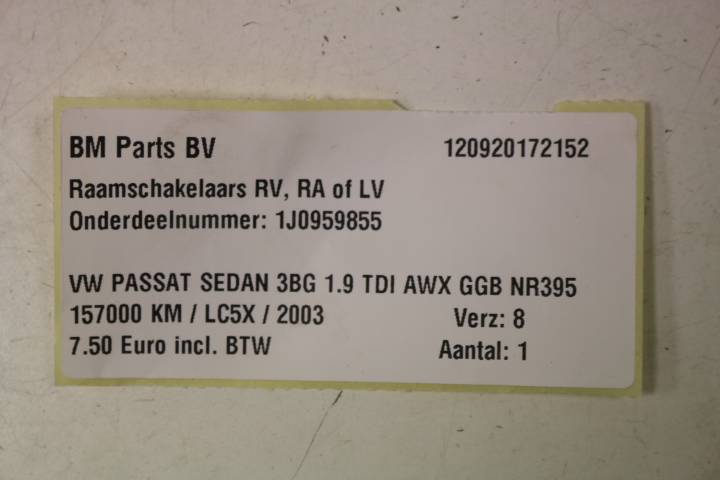 BM Parts BV 120920172152
Raamschakelaars RV, RA of LV
Onderdeelnummer: 1J0959855
VW PASSAT SEDAN 3BG 1.9 TDI AWX GGB NR395
157000 KM / LC5X / 2003 Verz: 8
7.50 Euro incl. BTW Aantal: 1